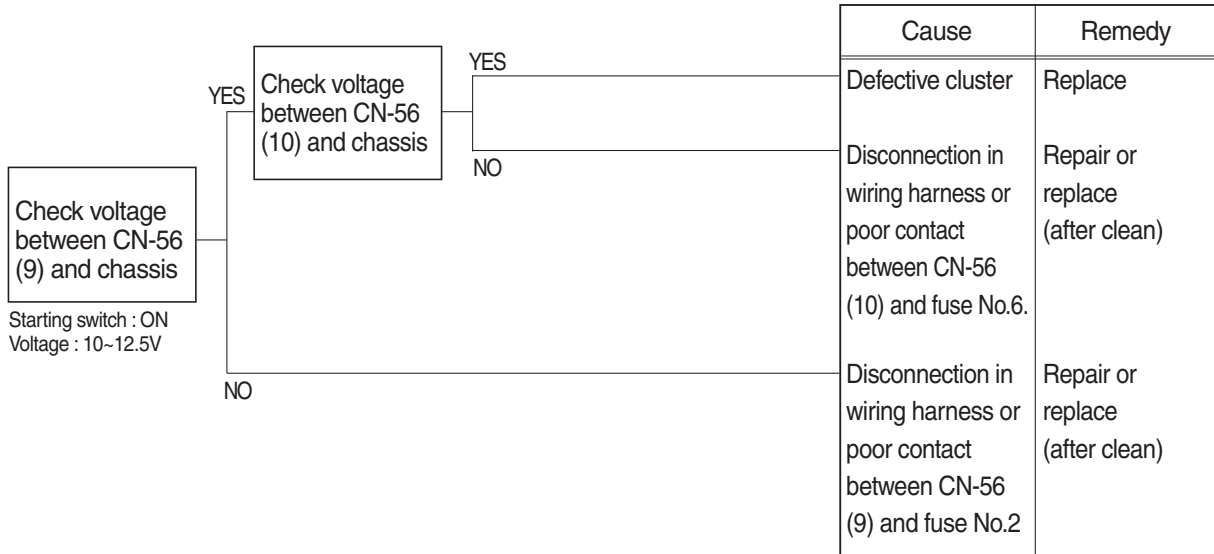 Cause
Remedy
YES
Check voltage
between CN-56
(10) and chassis
YES
Defective cluster
Replace
NO
Disconnection in
wiring harness or
poor contact
between CN-56
(10) and fuse No.6.
Repair or
replace
(after clean)
Check voltage
between CN-56
(9) and chassis
Starting switch : ON
Voltage : 10~12.5V
NO
Disconnection in
wiring harness or
poor contact
between CN-56
(9) and fuse No.2
Repair or
replace
(after clean)